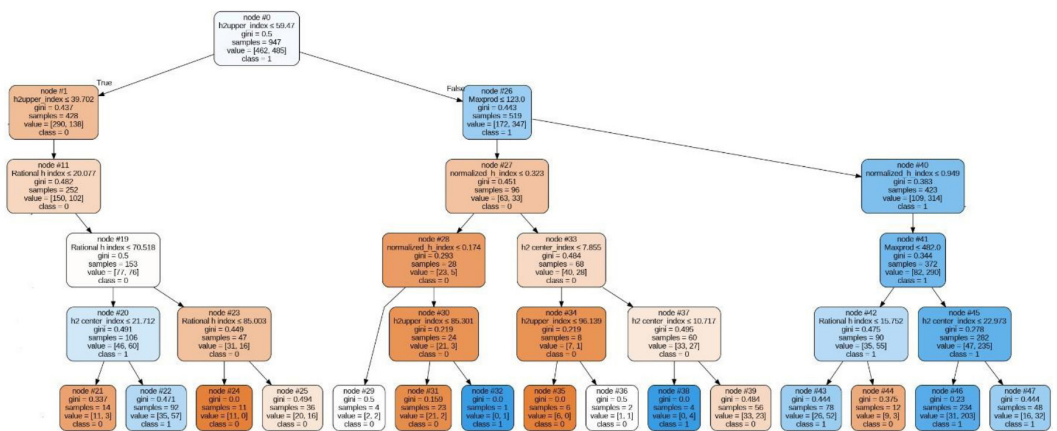 node #0
h2upper_index ≤ 59.47
gini = 0.5
samples = 947
value = [462, 485]
class = 1
True
False
node #1
h2upper_index ≤ 39.702
gini = 0.437
samples = 428
value = [290, 138]
class = 0
node #26
Maxprod ≤ 123.0
gini = 0.443
samples = 519
value = [172, 347]
class = 1
node #11
Rational h index ≤ 20.077
gini = 0.482
samples = 252
value = [150, 102]
class = 0
node #27
normalized_h_index ≤ 0.323
gini = 0.451
samples = 96
value = [63, 33]
class = 0
node #40
normalized_h_index ≤ 0.949
gini = 0.383
samples = 423
value = [109, 314]
class = 1
node #19
Rational h index ≤ 70.518
gini = 0.5
samples = 153
value = [77, 76]
class = 0
node #28
normalized_h_index ≤ 0.174
gini = 0.293
samples = 28
value = [23, 5]
class = 0
node #33
h2 center_index ≤ 7.855
gini = 0.484
samples = 68
value = [40, 28]
class = 0
node #41
Maxprod ≤ 482.0
gini = 0.344
samples = 372
value = [82, 290]
class = 1
node #20
h2 center_index ≤ 21.712
gini = 0.491
samples = 106
value = [46, 60]
class = 1
node #23
Rational h index ≤ 85.003
gini = 0.449
samples = 47
value = [31, 16]
class = 0
node #30
h2upper_index ≤ 85.301
gini = 0.219
samples = 24
value = [21, 3]
class = 0
node #34
h2upper_index ≤ 96.139
gini = 0.219
samples = 8
value = [7, 1]
class = 0
node #37
h2 center_index ≤ 10.717
gini = 0.495
samples = 60
value = [33, 27]
class = 0
node #42
Rational h index ≤ 15.752
gini = 0.475
samples = 90
value = [35, 55]
class = 1
node #45
h2 center_index ≤ 22.973
gini = 0.278
samples = 282
value = [47, 235]
class = 1
node #21
gini = 0.337
samples = 14
value = [11, 3]
class = 0
node #22
gini = 0.471
samples = 92
value = [35, 57]
class = 1
node #24
gini = 0.0
samples = 11
value = [11, 0]
class = 0
node #25
gini = 0.494
samples = 36
value = [20, 16]
class = 0
node #29
gini = 0.5
samples = 4
value = [2, 2]
class = 0
node #31
gini = 0.159
samples = 23
value = [21, 2]
class = 0
node #32
gini = 0.0
samples = 1
value = [0, 1]
class = 1
node #35
gini = 0.0
samples = 6
value = [6, 0]
class = 0
node #36
gini = 0.5
samples = 2
value = [1, 1]
class = 0
node #38
gini = 0.0
samples = 4
value = [0, 4]
class = 1
node #39
gini = 0.484
samples = 56
value = [33, 23]
class = 0
node #43
gini = 0.444
samples = 78
value = [26, 52]
class = 1
node #44
gini = 0.375
samples = 12
value = [9, 3]
class = 0
node #46
gini = 0.23
samples = 234
value = [31, 203]
class = 1
node #47
gini = 0.444
samples = 48
value = [16, 32]
class = 1